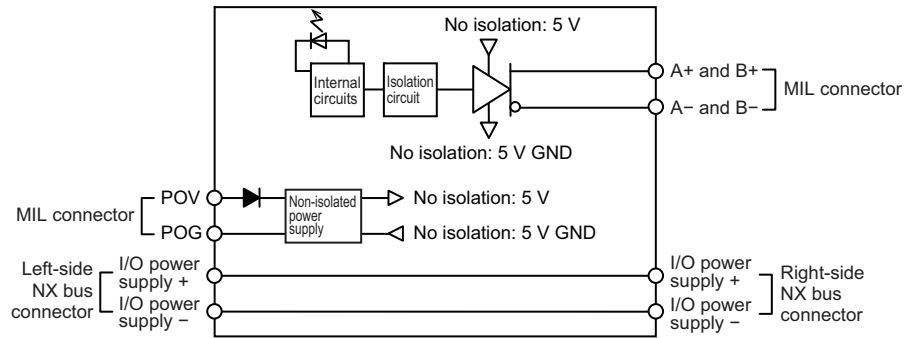 No isolation: 5 V
Internal
circuits
Isolation
circuit
A+ and B+
A− and B−
MIL connector
No isolation: 5 V GND
MIL connector
POV
POG
Non-isolated
power
supply
No isolation: 5 V
No isolation: 5 V GND
Left-side
NX bus
connector
I/O power
supply +
I/O power
supply −
I/O power
supply +
I/O power
supply −
Right-side
NX bus
connector